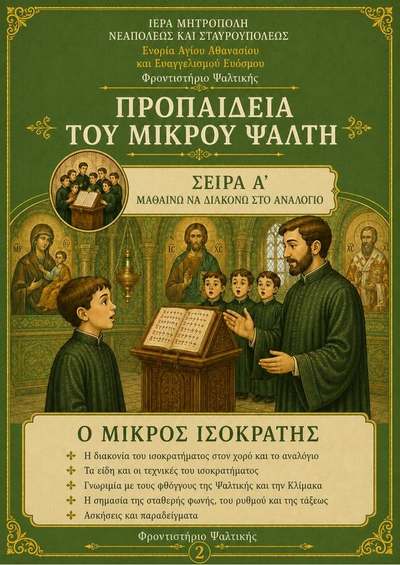 ΙΕΡΑ ΜΗΤΡΟΠΟΛΗ
ΝΕΑΠΟΛΕΩΣ ΚΑΙ ΣΤΑΥΡΟΥΠΟΛΕΩΣ
Ενορία Αγίου Αθανασίου
και Ευαγγελισμού Ευόσμου
Φροντιστήριο Ψαλτικής
ΠΡΟΠΑΙΔΕΙΑ
ΤΟΥ ΜΙΚΡΟΥ ΨΑΛΤΗ
ΣΕΙΡΑ Α'
ΜΑΘΑΙΝΩ ΝΑ ΔΙΑΚΟΝΩ ΣΤΟ ΑΝΑΛΟΓΙΟ
Ο ΜΙΚΡΟΣ ΙΣΟΚΡΑΤΗΣ
Η διακονία του ισοκρατήματος στον χορό και το αναλόγιο
Τα είδη και οι τεχνικές του ισοκρατήματος
Γνωριμία με τους φθόγγους της Ψαλτικής και την Κλίμακα
Η σημασία της σταθερής φωνής, του ρυθμού και της τάξεως
Ασκήσεις και παραδείγματα
Φροντιστήριο Ψαλτικής
2